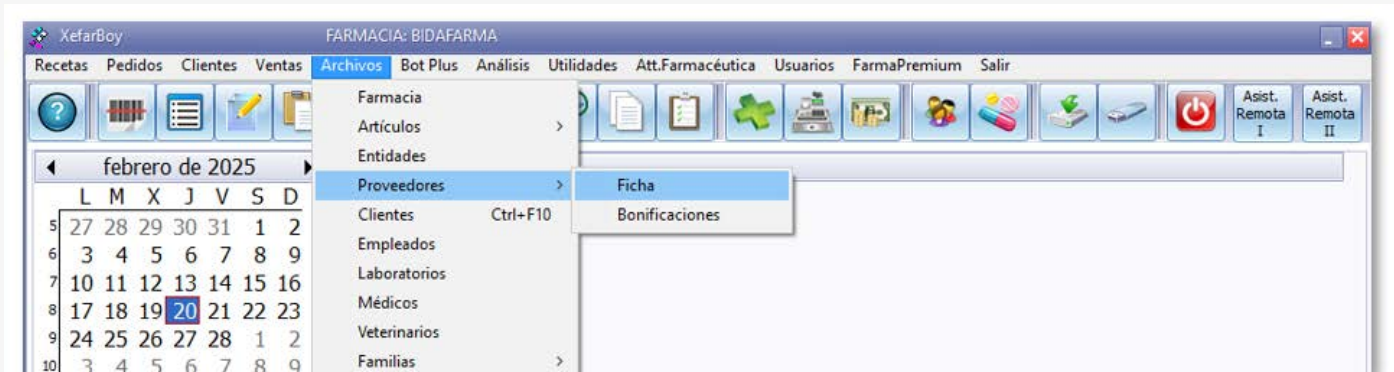 XefarBoy FARMACIA: BIDAFARMA
Recetas Pedidos Clientes Ventas Archivos Bot Plus Análisis Utilidades Att.Farmacéutica Usuarios FarmaPremium Salir
Asist. Remota I
Asist. Remota II
Farmacia
Artículos >
Entidades
Proveedores >
Clientes Ctrl+F10
Empleados
Laboratorios
Médicos
Veterinarios
Familias >
Ficha
Bonificaciones
febrero de 2025
L M X J V S D
5 27 28 29 30 31 1 2
6 3 4 5 6 7 8 9
7 10 11 12 13 14 15 16
8 17 18 19 20 21 22 23
9 24 25 26 27 28 1 2
10 3 4 5 6 7 8 9